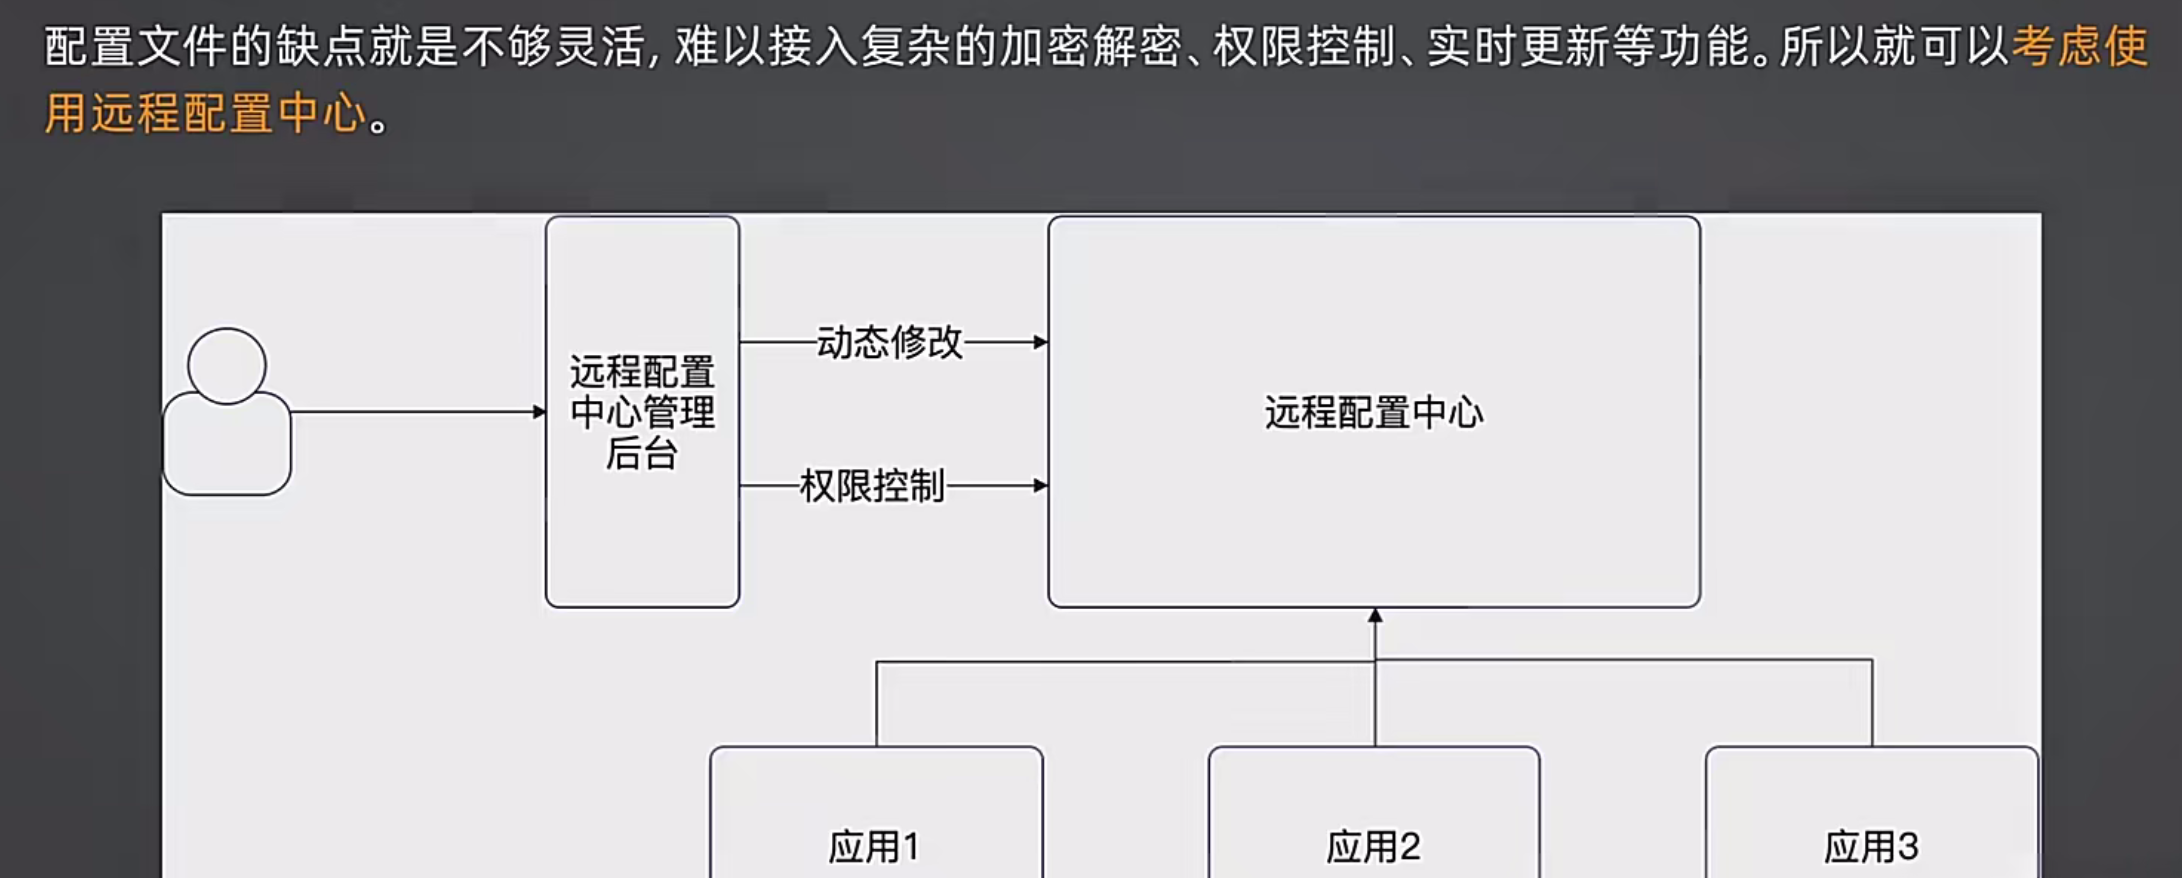 配置文件的缺点就是不够灵活，难以接入复杂的加密解密、权限控制、实时更新等功能。所以就可以考虑使
用远程配置中心。
动态修改
远程配置
中心管理
后台
远程配置中心
权限控制
应用1
应用2
应用3